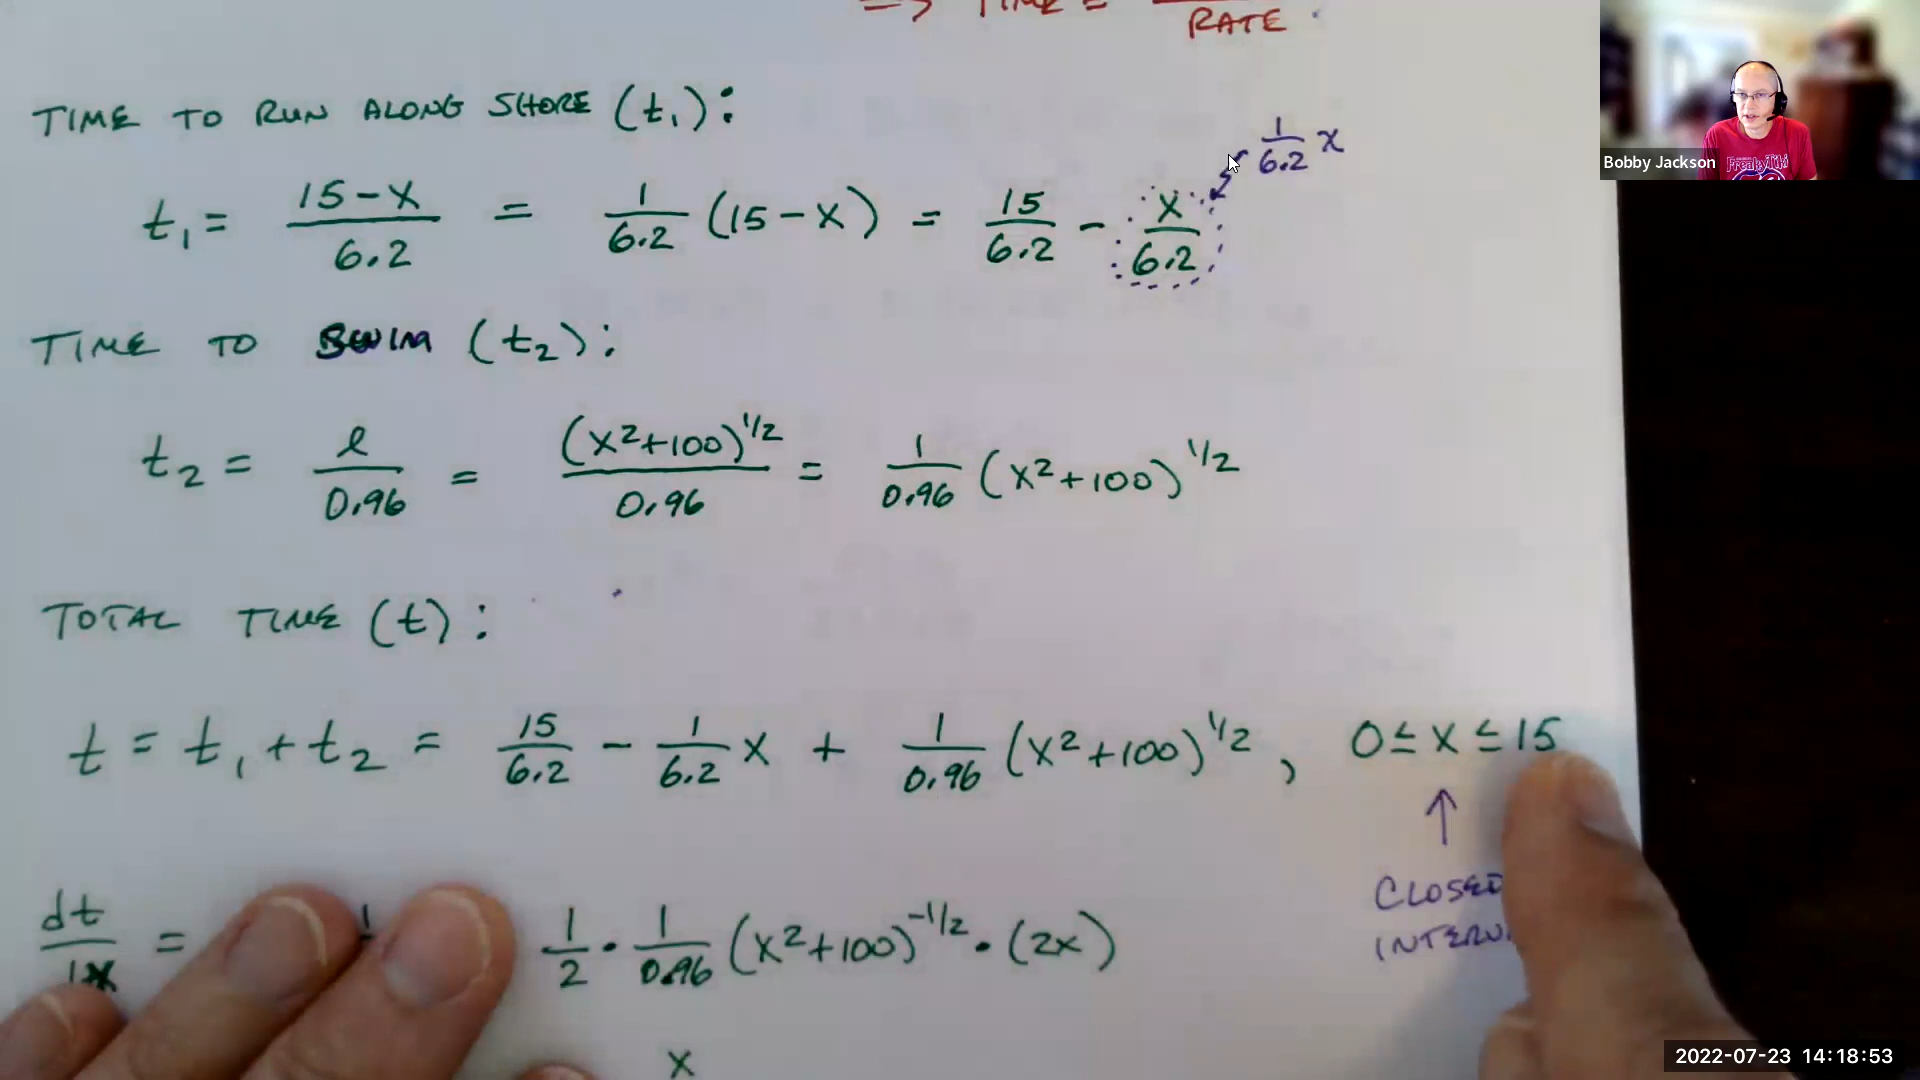 => TIME =
RATE
TIME TO RUN ALONG SHORE (t₁):
1/6.2 x
t₁ = (15-x)/6.2 = 1/6.2 (15-x) = 15/6.2 - x/6.2
TIME TO SWIM (t₂):
t₂ = l/0.96 = (x²+100)^1/2 / 0.96 = 1/0.96 (x²+100)^1/2
TOTAL TIME (t):
t = t₁ + t₂ = 15/6.2 - 1/6.2 x + 1/0.96 (x²+100)^1/2 , 0≤x≤15
↑
CLOSED
dt/dx = 1/2 · 1/0.96 (x²+100)^-1/2 · (2x)
x
Bobby Jackson
FreakyTiki
2022-07-23 14:18:53